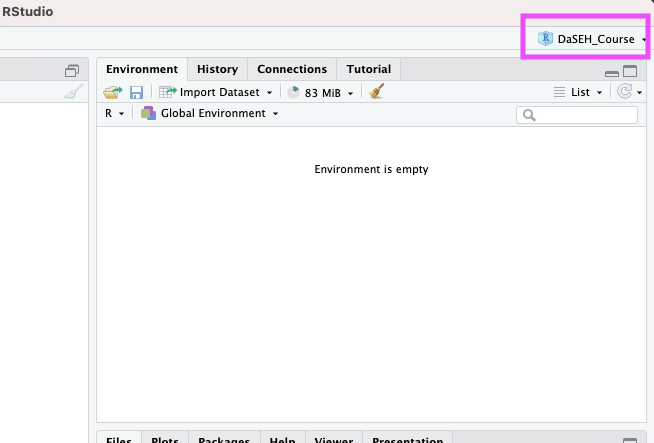 RStudio
DaSEH_Course
Environment History Connections Tutorial
Import Dataset 83 MiB List
R Global Environment
Environment is empty
Files Plots Packages Help Viewer Presentation